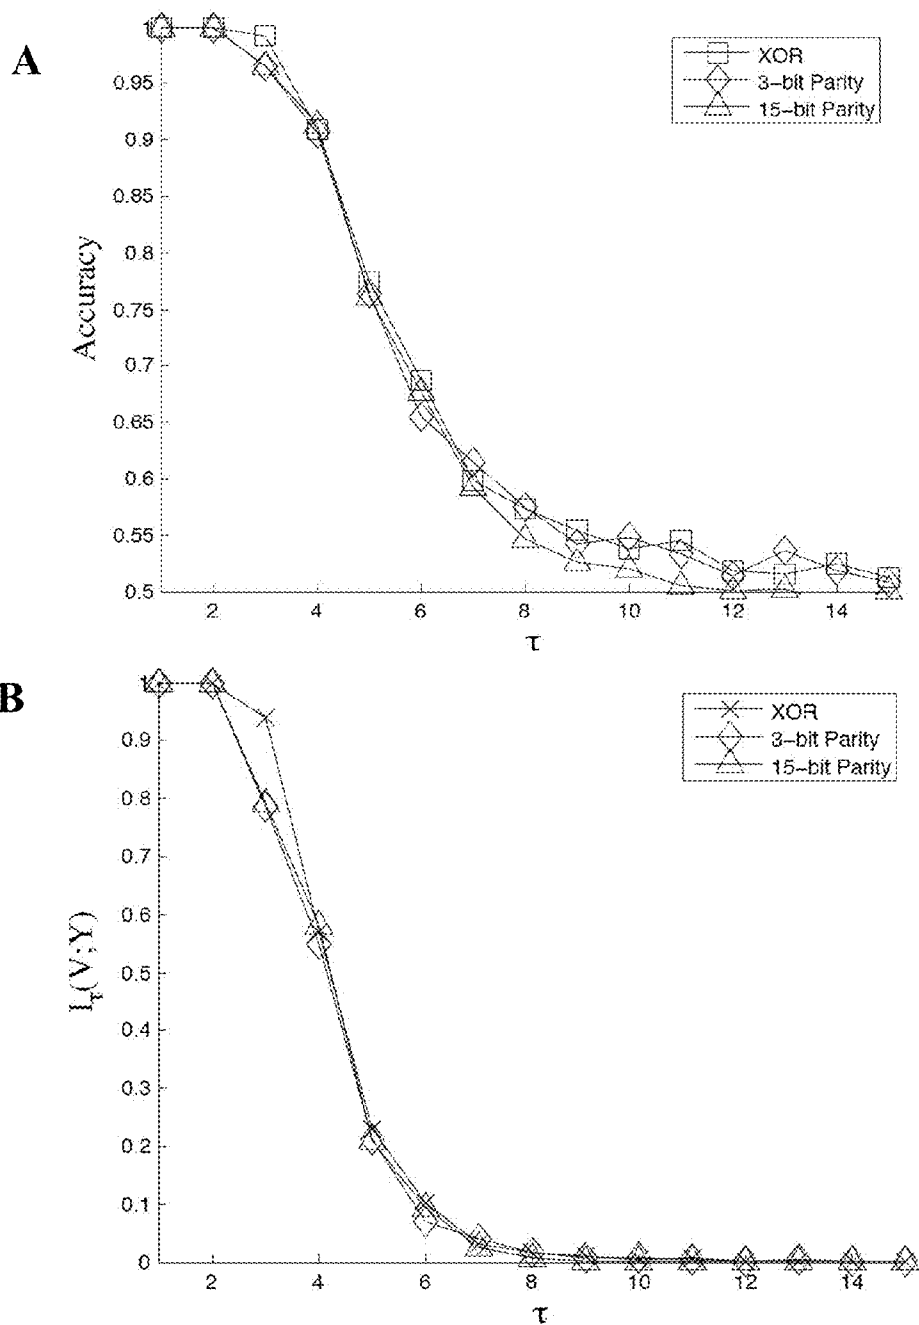 A
1
0.95
0.9
0.85
0.8
0.75
0.7
0.65
0.6
0.55
0.5
Accuracy
2 4 6 8 10 12 14
τ
XOR
3-bit Parity
15-bit Parity
B
1
0.9
0.8
0.7
0.6
0.5
0.4
0.3
0.2
0.1
0
Iτ(V;Y)
2 4 6 8 10 12 14
τ
XOR
3-bit Parity
15-bit Parity